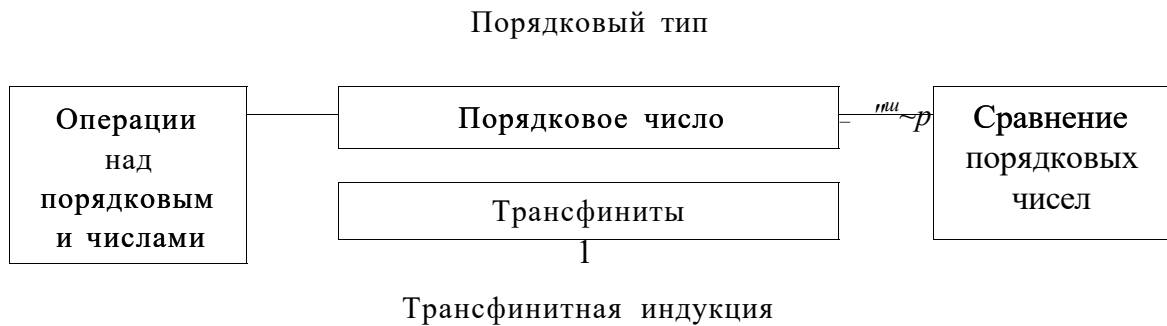 Порядковый тип
Операции
над
порядковым
и числами
Порядковое число
"ш~р
Сравнение
порядковых
чисел
Трансфиниты
1
Трансфинитная индукция